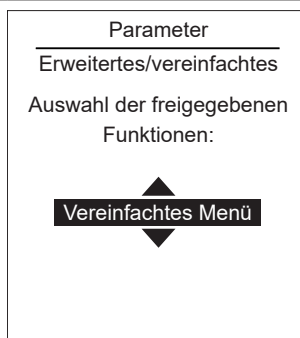 Parameter
Erweitertes/vereinfachtes
Auswahl der freigegebenen
Funktionen:
Vereinfachtes Menü